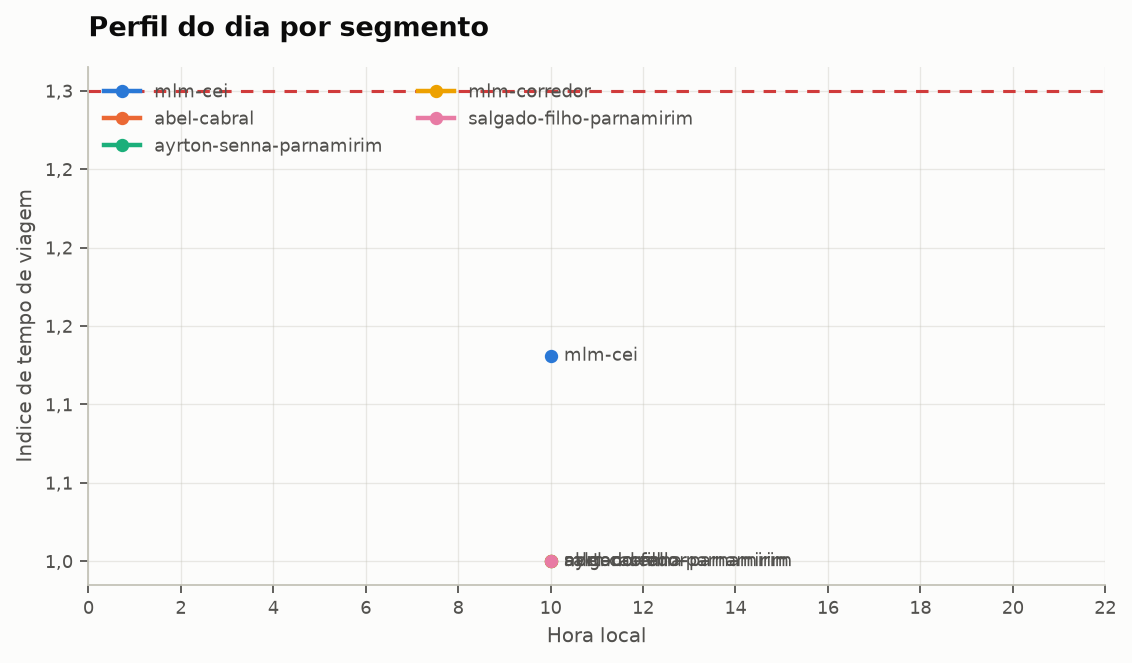 Perfil do dia por segmento
Indice de tempo de viagem
1,3
1,2
1,2
1,2
1,1
1,1
1,0
mlm-cei
abel-cabral
ayrton-senna-parnamirim
mlm-corredor
salgado-filho-parnamirim
mlm-cei
0 2 4 6 8 10 12 14 16 18 20 22
Hora local